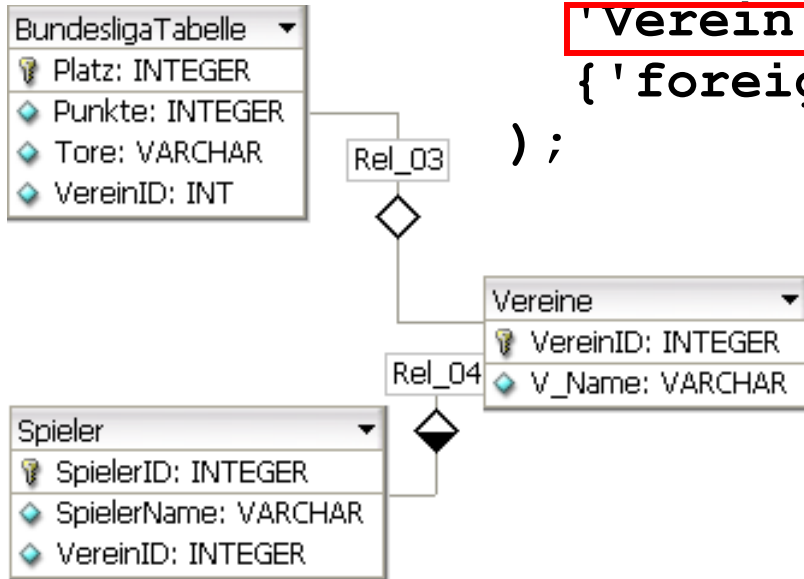 BundesligaTabelle
Platz: INTEGER
Punkte: INTEGER
Tore: VARCHAR
VereinID: INT
Rel_03
'Verein
{'foreig
);
Vereine
VereinID: INTEGER
V_Name: VARCHAR
Rel_04
Spieler
SpielerID: INTEGER
SpielerName: VARCHAR
VereinID: INTEGER